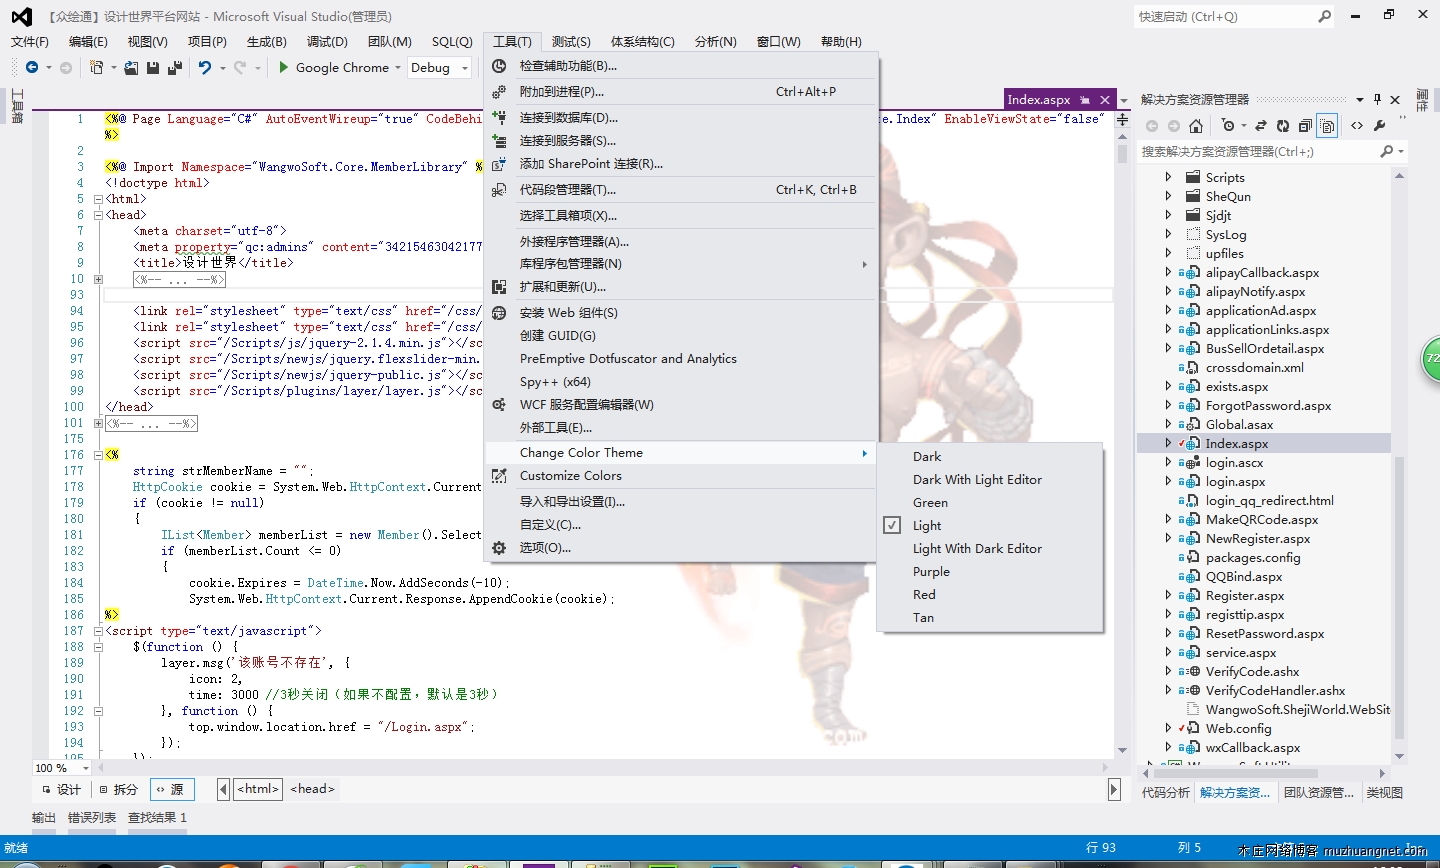 【众绘通】设计世界平台网站 - Microsoft Visual Studio(管理员)
快速启动 (Ctrl+Q)
文件(F) 编辑(E) 视图(V) 项目(P) 生成(B) 调试(D) 团队(M) SQL(Q) 工具(T) 测试(S) 体系结构(C) 分析(N) 窗口(W) 帮助(H)
Google Chrome Debug
工具箱
Index.aspx
1 <%@ Page Language="C#" AutoEventWireup="true" CodeBehi
e.Index" EnableViewState="false"
%>
2
3 <%@ Import Namespace="WangwoSoft.Core.MemberLibrary" %
4 <!doctype html>
5 <html>
6 <head>
7 <meta charset="utf-8">
8 <meta property="qc:admins" content="34215463042177
9 <title>设计世界</title>
10 <%-- ... --%>
93
94 <link rel="stylesheet" type="text/css" href="/css/
95 <link rel="stylesheet" type="text/css" href="/css/
96 <script src="/Scripts/js/jquery-2.1.4.min.js"></sc
97 <script src="/Scripts/newjs/jquery.flexslider-min.
98 <script src="/Scripts/newjs/jquery-public.js"></sc
99 <script src="/Scripts/plugins/layer/layer.js"></sc
100 </head>
101 <%-- ... --%>
175
176 <%
177 string strMemberName = "";
178 HttpCookie cookie = System.Web.HttpContext.Current
179 if (cookie != null)
180 {
181 IList<Member> memberList = new Member().Select
182 if (memberList.Count <= 0)
183 {
184 cookie.Expires = DateTime.Now.AddSeconds(-10);
185 System.Web.HttpContext.Current.Response.AppendCookie(cookie);
186 %>
187 <script type="text/javascript">
188 $(function () {
189 layer.msg('该账号不存在', {
190 icon: 2,
191 time: 3000 //3秒关闭（如果不配置，默认是3秒）
192 }, function () {
193 top.window.location.href = "/Login.aspx";
194 });
195 });
检查辅助功能(B)...
附加到进程(P)... Ctrl+Alt+P
连接到数据库(D)...
连接到服务器(S)...
添加 SharePoint 连接(R)...
代码段管理器(T)... Ctrl+K, Ctrl+B
选择工具箱项(X)...
外接程序管理器(A)...
库程序包管理器(N)
扩展和更新(U)...
安装 Web 组件(S)
创建 GUID(G)
PreEmptive Dotfuscator and Analytics
Spy++ (x64)
WCF 服务配置编辑器(W)
外部工具(E)...
Change Color Theme
Customize Colors
导入和导出设置(I)...
自定义(C)...
选项(O)...
Dark
Dark With Light Editor
Green
Light
Light With Dark Editor
Purple
Red
Tan
.com
解决方案资源管理器
属性
搜索解决方案资源管理器(Ctrl+;)
Scripts
SheQun
Sjdjt
SysLog
upfiles
alipayCallback.aspx
alipayNotify.aspx
applicationAd.aspx
applicationLinks.aspx
BusSellOrdetail.aspx
crossdomain.xml
exists.aspx
ForgotPassword.aspx
Global.asax
Index.aspx
login.ascx
login.aspx
login_qq_redirect.html
MakeQRCode.aspx
NewRegister.aspx
packages.config
QQBind.aspx
Register.aspx
registtip.aspx
ResetPassword.aspx
service.aspx
VerifyCode.ashx
VerifyCodeHandler.ashx
WangwoSoft.ShejiWorld.WebSit
Web.config
wxCallback.aspx
72
100 %
设计 拆分 源 <html> <head>
代码分析 解决方案资... 团队资源管... 类视图
输出 错误列表 查找结果 1
就绪
行 93 列 5 Ins
木庄网络博客 muzhuangnet.com